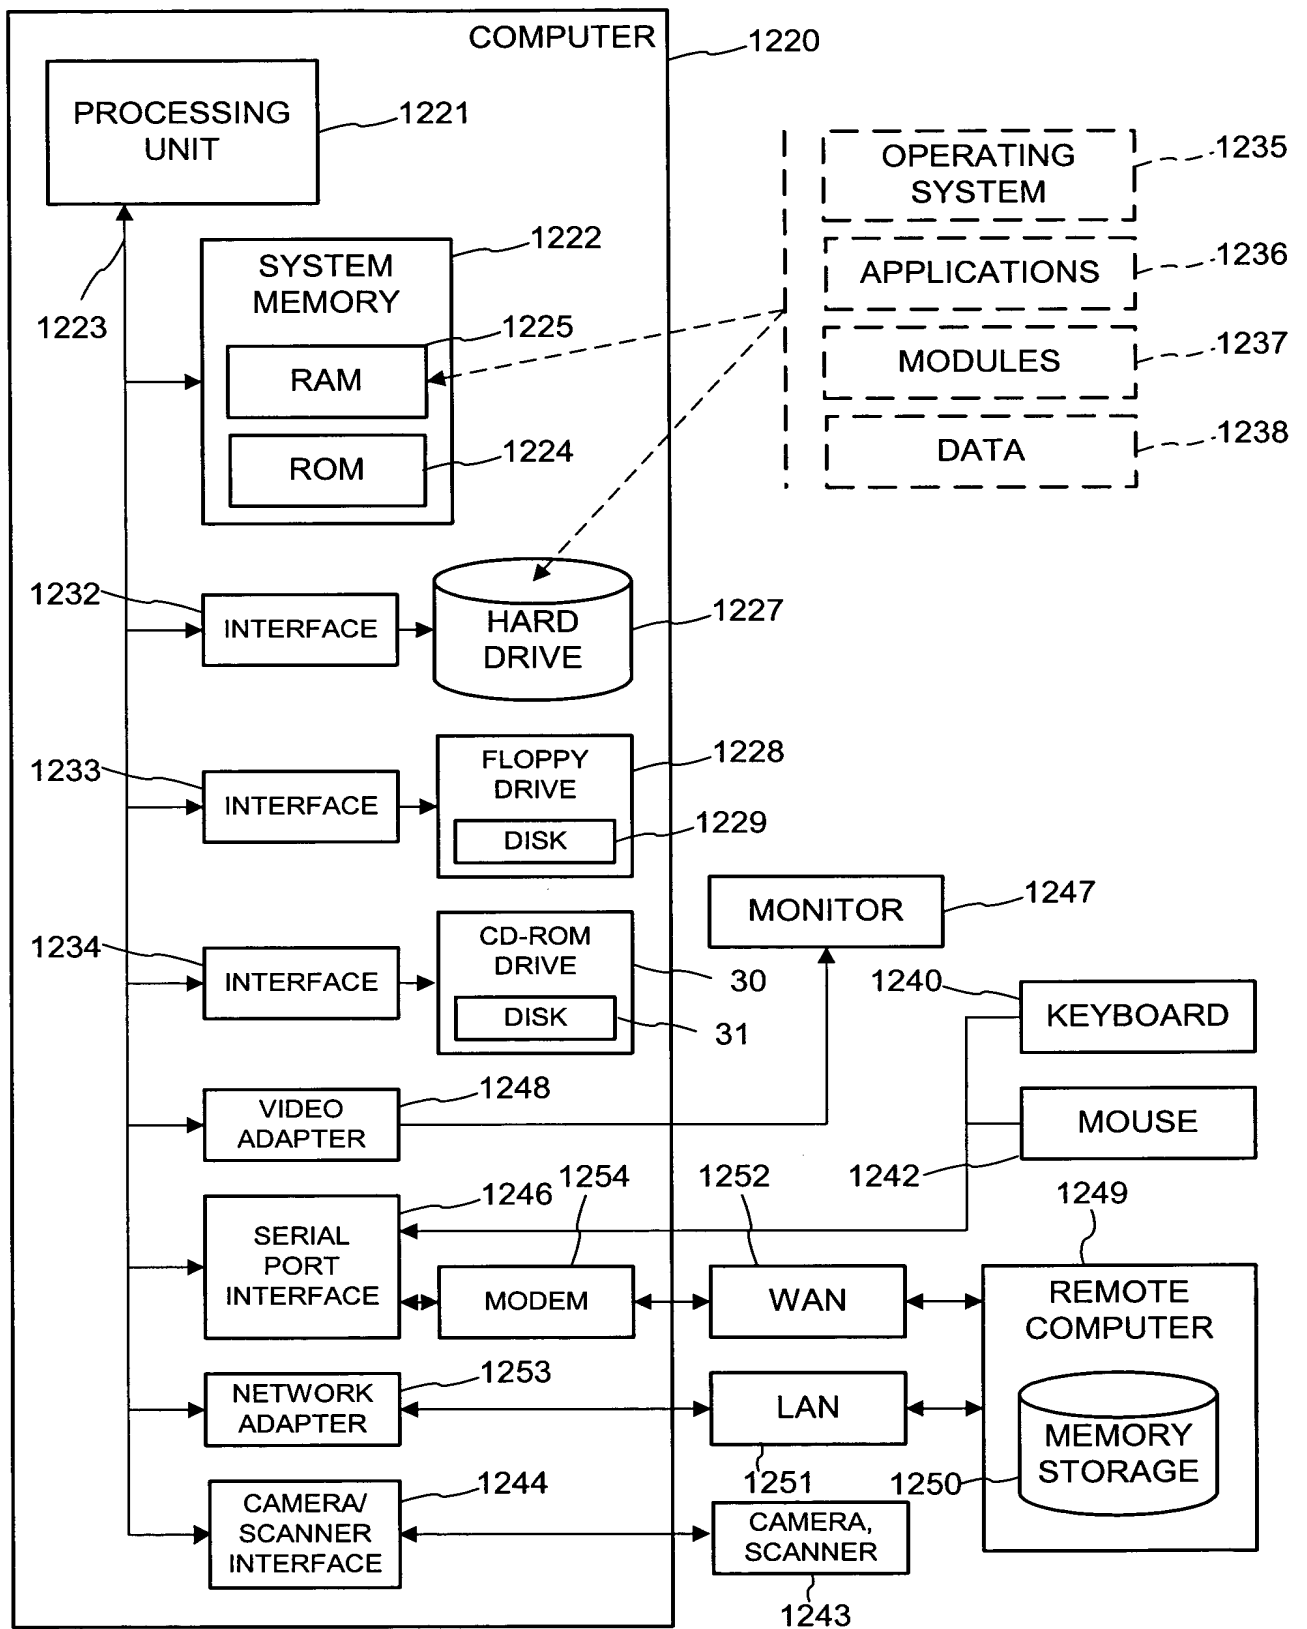 COMPUTER
1220
PROCESSING
UNIT
1221
1223
SYSTEM
MEMORY
1222
RAM
1225
ROM
1224
OPERATING
SYSTEM
1235
APPLICATIONS
1236
MODULES
1237
DATA
1238
1232
INTERFACE
HARD
DRIVE
1227
1233
INTERFACE
FLOPPY
DRIVE
1228
DISK
1229
1234
INTERFACE
CD-ROM
DRIVE
30
DISK
31
MONITOR
1247
1240
KEYBOARD
MOUSE
1242
VIDEO
ADAPTER
1248
SERIAL
PORT
INTERFACE
1246
MODEM
1254
WAN
1252
1249
REMOTE
COMPUTER
MEMORY
STORAGE
1250
NETWORK
ADAPTER
1253
LAN
1251
CAMERA/
SCANNER
INTERFACE
1244
CAMERA,
SCANNER
1243